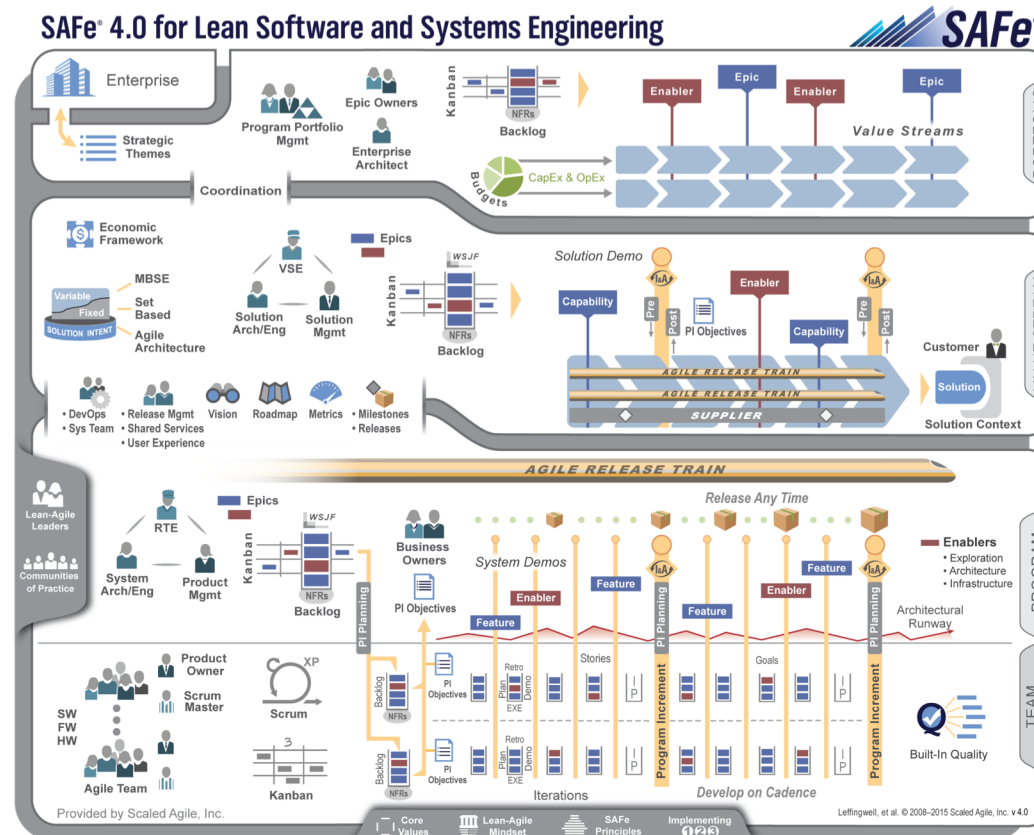 SAFe® 4.0 for Lean Software and Systems Engineering
SAFe®
Enterprise
Strategic
Themes
Program Portfolio
Mgmt
Epic Owners
Enterprise
Architect
Kanban
NFRs
Backlog
Enabler
Epic
Enabler
Epic
Value Streams
Budgets
CapEx & OpEx
Coordination
Economic
Framework
Variable
Fixed
SOLUTION INTENT
MBSE
Set
Based
Agile
Architecture
VSE
Solution
Arch/Eng
Solution
Mgmt
Epics
Kanban
WSJF
NFRs
Backlog
Solution Demo
I&A
I&A
Capability
Pre
Post
PI Objectives
Enabler
Capability
Pre
Post
AGILE RELEASE TRAIN
AGILE RELEASE TRAIN
SUPPLIER
Customer
Solution
Solution Context
• DevOps
• Sys Team
• Release Mgmt
• Shared Services
• User Experience
Vision
Roadmap
Metrics
• Milestones
• Releases
AGILE RELEASE TRAIN
Lean-Agile
Leaders
Communities
of Practice
RTE
System
Arch/Eng
Product
Mgmt
Epics
Kanban
WSJF
NFRs
Backlog
PI Planning
Business
Owners
PI Objectives
Release Any Time
System Demos
Feature
Enabler
Feature
I&A
PI Planning
Feature
Enabler
Feature
I&A
PI Planning
Enablers
• Exploration
• Architecture
• Infrastructure
Architectural
Runway
PROGRAM
TEAM
SW
FW
HW
Product
Owner
Scrum
Master
Agile Team
XP
Scrum
3
Kanban
Backlog
NFRs
PI
Objectives
Plan
Retro
Demo
EXE
Stories
I
P
Goals
I
P
Backlog
NFRs
PI
Objectives
Plan
Retro
Demo
EXE
I
P
I
P
Program Increment
Program Increment
Iterations
Develop on Cadence
Built-In Quality
Provided by Scaled Agile, Inc.
Leffingwell, et al. © 2008–2015 Scaled Agile, Inc. v 4.0
Core
Values
Lean-Agile
Mindset
SAFe
Principles
Implementing
123